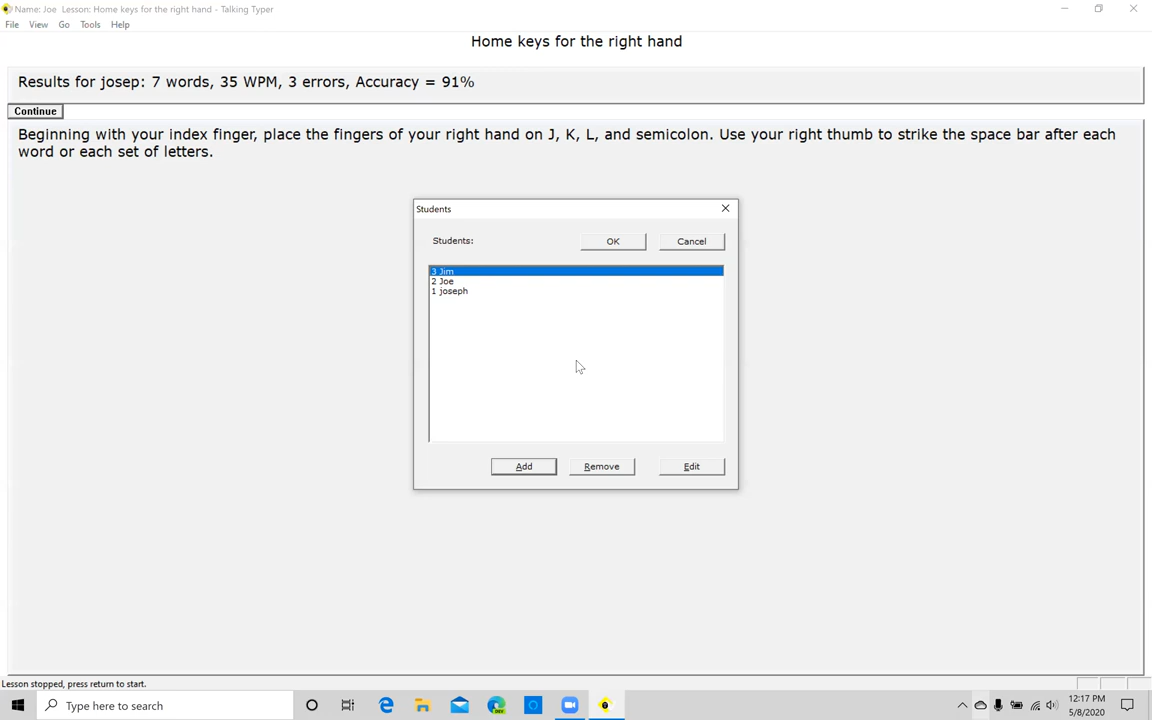 Name: Joe  Lesson: Home keys for the right hand - Talking Typer
File View Go Tools Help
Home keys for the right hand
Results for josep: 7 words, 35 WPM, 3 errors, Accuracy = 91%
Continue
Beginning with your index finger, place the fingers of your right hand on J, K, L, and semicolon. Use your right thumb to strike the space bar after each
word or each set of letters.
Students
Students:
OK
Cancel
3 Jim
2 Joe
1 joseph
Add
Remove
Edit
Lesson stopped, press return to start.
Type here to search
12:17 PM
5/8/2020